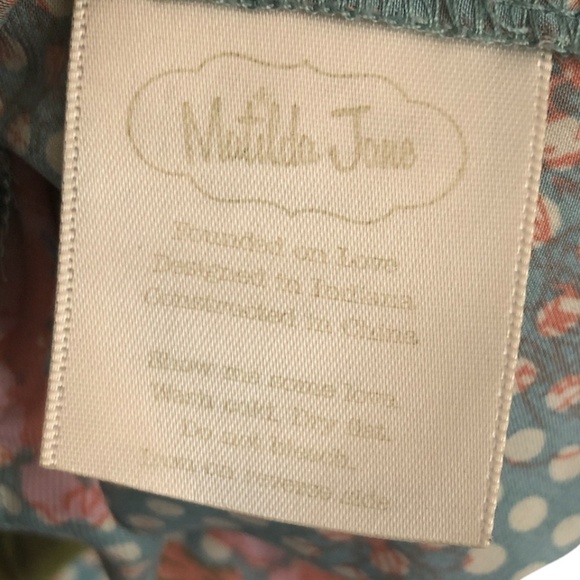 Matilda Jane
Founded on Love
Designed in Indiana
Constructed in China
Show me some love.
Wash cold. Dry flat.
Do not bleach.
Iron on reverse side